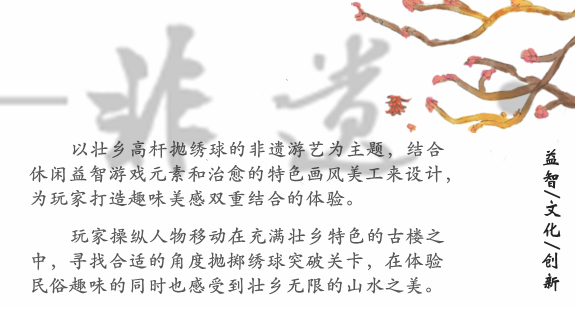 非遗
以壮乡高杆抛绣球的非遗游艺为主题，结合
休闲益智游戏元素和治愈的特色画风美工来设计，
为玩家打造趣味美感双重结合的体验。
玩家操纵人物移动在充满壮乡特色的古楼之
中，寻找合适的角度抛掷绣球突破关卡，在体验
民俗趣味的同时也感受到壮乡无限的山水之美。
益智/文化/创新